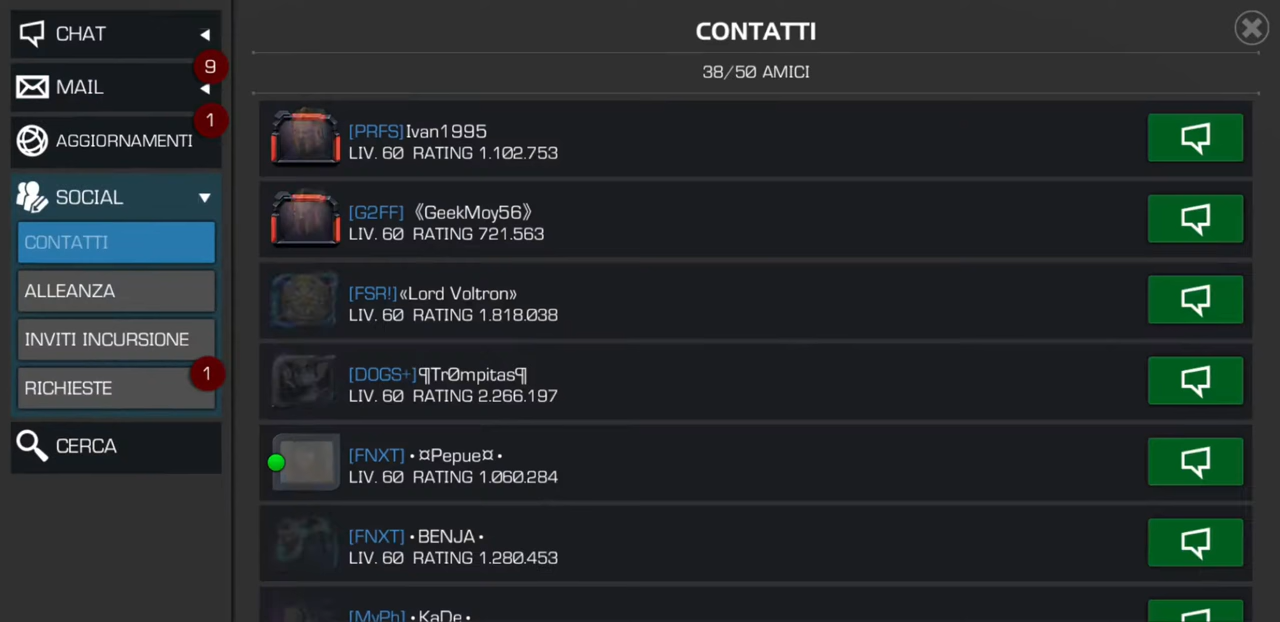 CHAT
9
MAIL
1
AGGIORNAMENTI
SOCIAL
CONTATTI
ALLEANZA
INVITI INCURSIONE
1
RICHIESTE
CERCA
CONTATTI
38/50 AMICI
[PRFS]Ivan1995
LIV. 60 RATING 1.102.753
[G2FF] 《GeekMoy56》
LIV. 60 RATING 721.563
[FSR!]«Lord Voltron»
LIV. 60 RATING 1.818.038
[DOGS+]¶Tr0mpitas¶
LIV. 60 RATING 2.266.197
[FNXT] • ¤Pepue¤ •
LIV. 60 RATING 1.060.284
[FNXT] • BENJA •
LIV. 60 RATING 1.280.453
[MyPh] • KaDe •